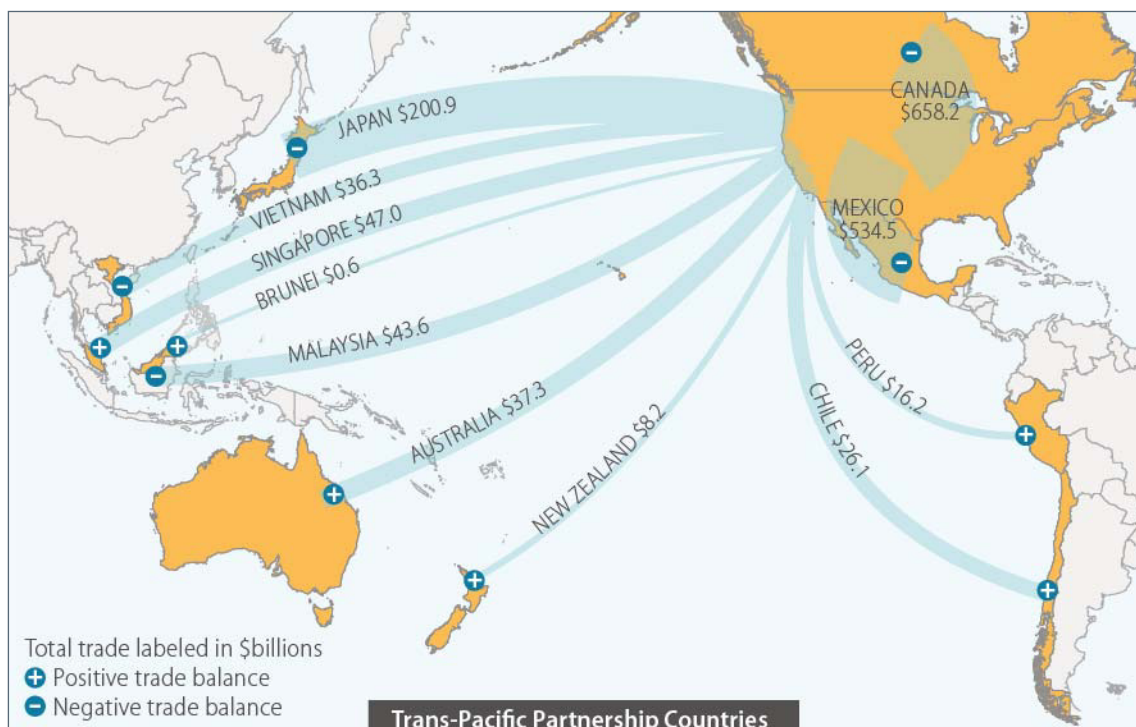 CANADA
$658.2
JAPAN $200.9
VIETNAM $36.3
MEXICO
$534.5
SINGAPORE $47.0
BRUNEI $0.6
MALAYSIA $43.6
PERU $16.2
AUSTRALIA $37.3
CHILE $26.1
NEW ZEALAND $8.2
Total trade labeled in $billions
+ Positive trade balance
− Negative trade balance
Trans-Pacific Partnership Countries